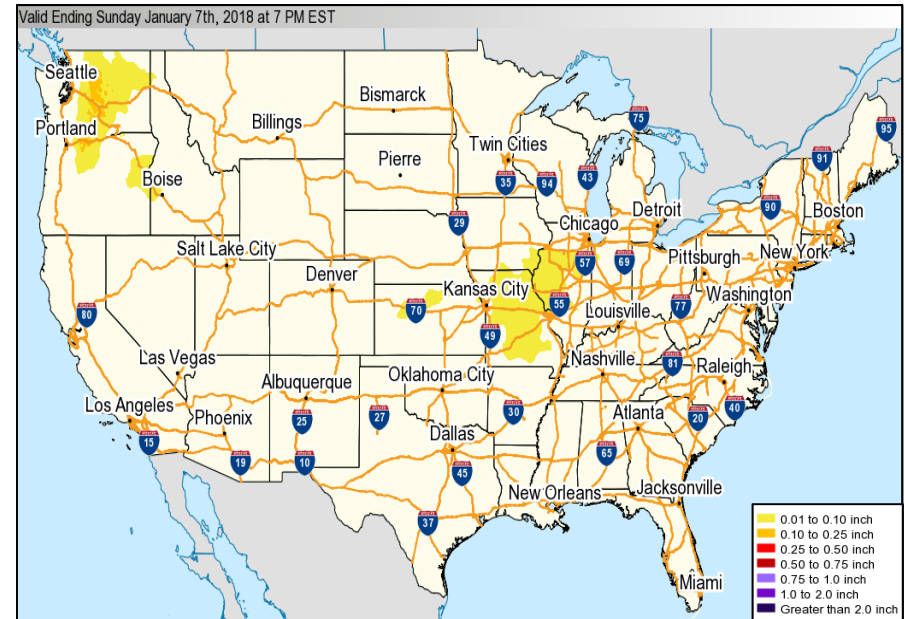 Valid Ending Sunday January 7th, 2018 at 7 PM EST
Seattle
Portland
Boise
Billings
Bismarck
Pierre
Twin Cities
75
95
91
35
94
43
90
Boston
29
Chicago
Detroit
Salt Lake City
Denver
57
69
Pittsburgh
New York
Kansas City
80
70
55
Louisville
77
Washington
49
Las Vegas
Nashville
81
Raleigh
Albuquerque
Oklahoma City
Los Angeles
Phoenix
25
27
30
Atlanta
20
40
15
Dallas
19
10
45
65
New Orleans
Jacksonville
37
Miami
0.01 to 0.10 inch
0.10 to 0.25 inch
0.25 to 0.50 inch
0.50 to 0.75 inch
0.75 to 1.0 inch
1.0 to 2.0 inch
Greater than 2.0 inch